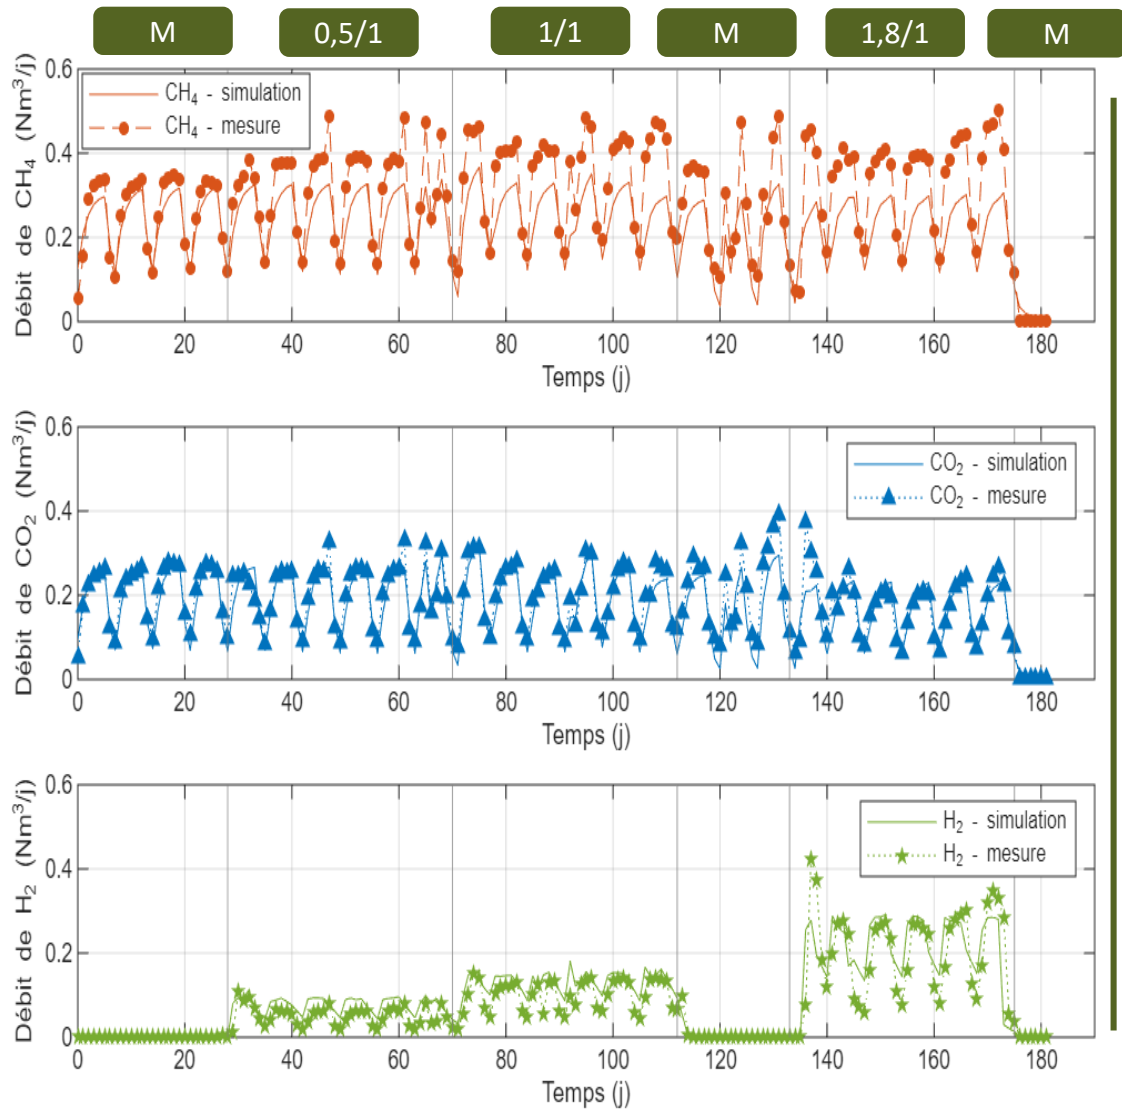 M 0,5/1 1/1 M 1,8/1 M
Débit de CH₄ (Nm³/j)
0.6
0.4
0.2
0
CH₄ - simulation
CH₄ - mesure
0 20 40 60 80 100 120 140 160 180
Temps (j)
Débit de CO₂ (Nm³/j)
0.6
0.4
0.2
0
CO₂ - simulation
CO₂ - mesure
0 20 40 60 80 100 120 140 160 180
Temps (j)
Débit de H₂ (Nm³/j)
0.6
0.4
0.2
0
H₂ - simulation
H₂ - mesure
0 20 40 60 80 100 120 140 160 180
Temps (j)